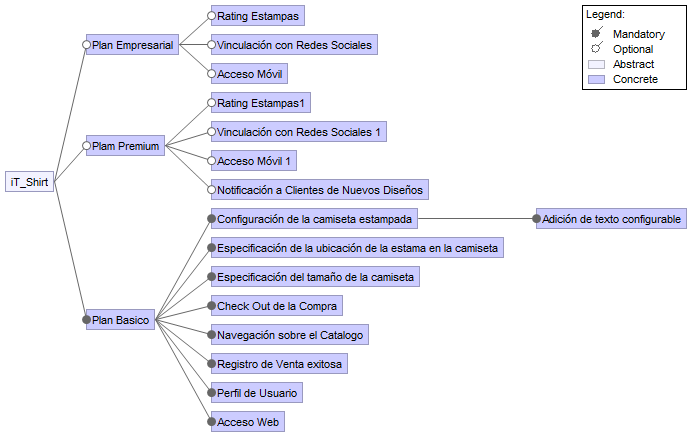 Rating Estampas
Plan Empresarial
Vinculación con Redes Sociales
Acceso Móvil
Rating Estampas1
Vinculación con Redes Sociales 1
Plam Premium
Acceso Móvil 1
iT_Shirt
Notificación a Clientes de Nuevos Diseños
Configuración de la camiseta estampada
Adición de texto configurable
Especificación de la ubicación de la estama en la camiseta
Especificación del tamaño de la camiseta
Check Out de la Compra
Plan Basico
Navegación sobre el Catalogo
Registro de Venta exitosa
Perfil de Usuario
Acceso Web
Legend:
Mandatory
Optional
Abstract
Concrete